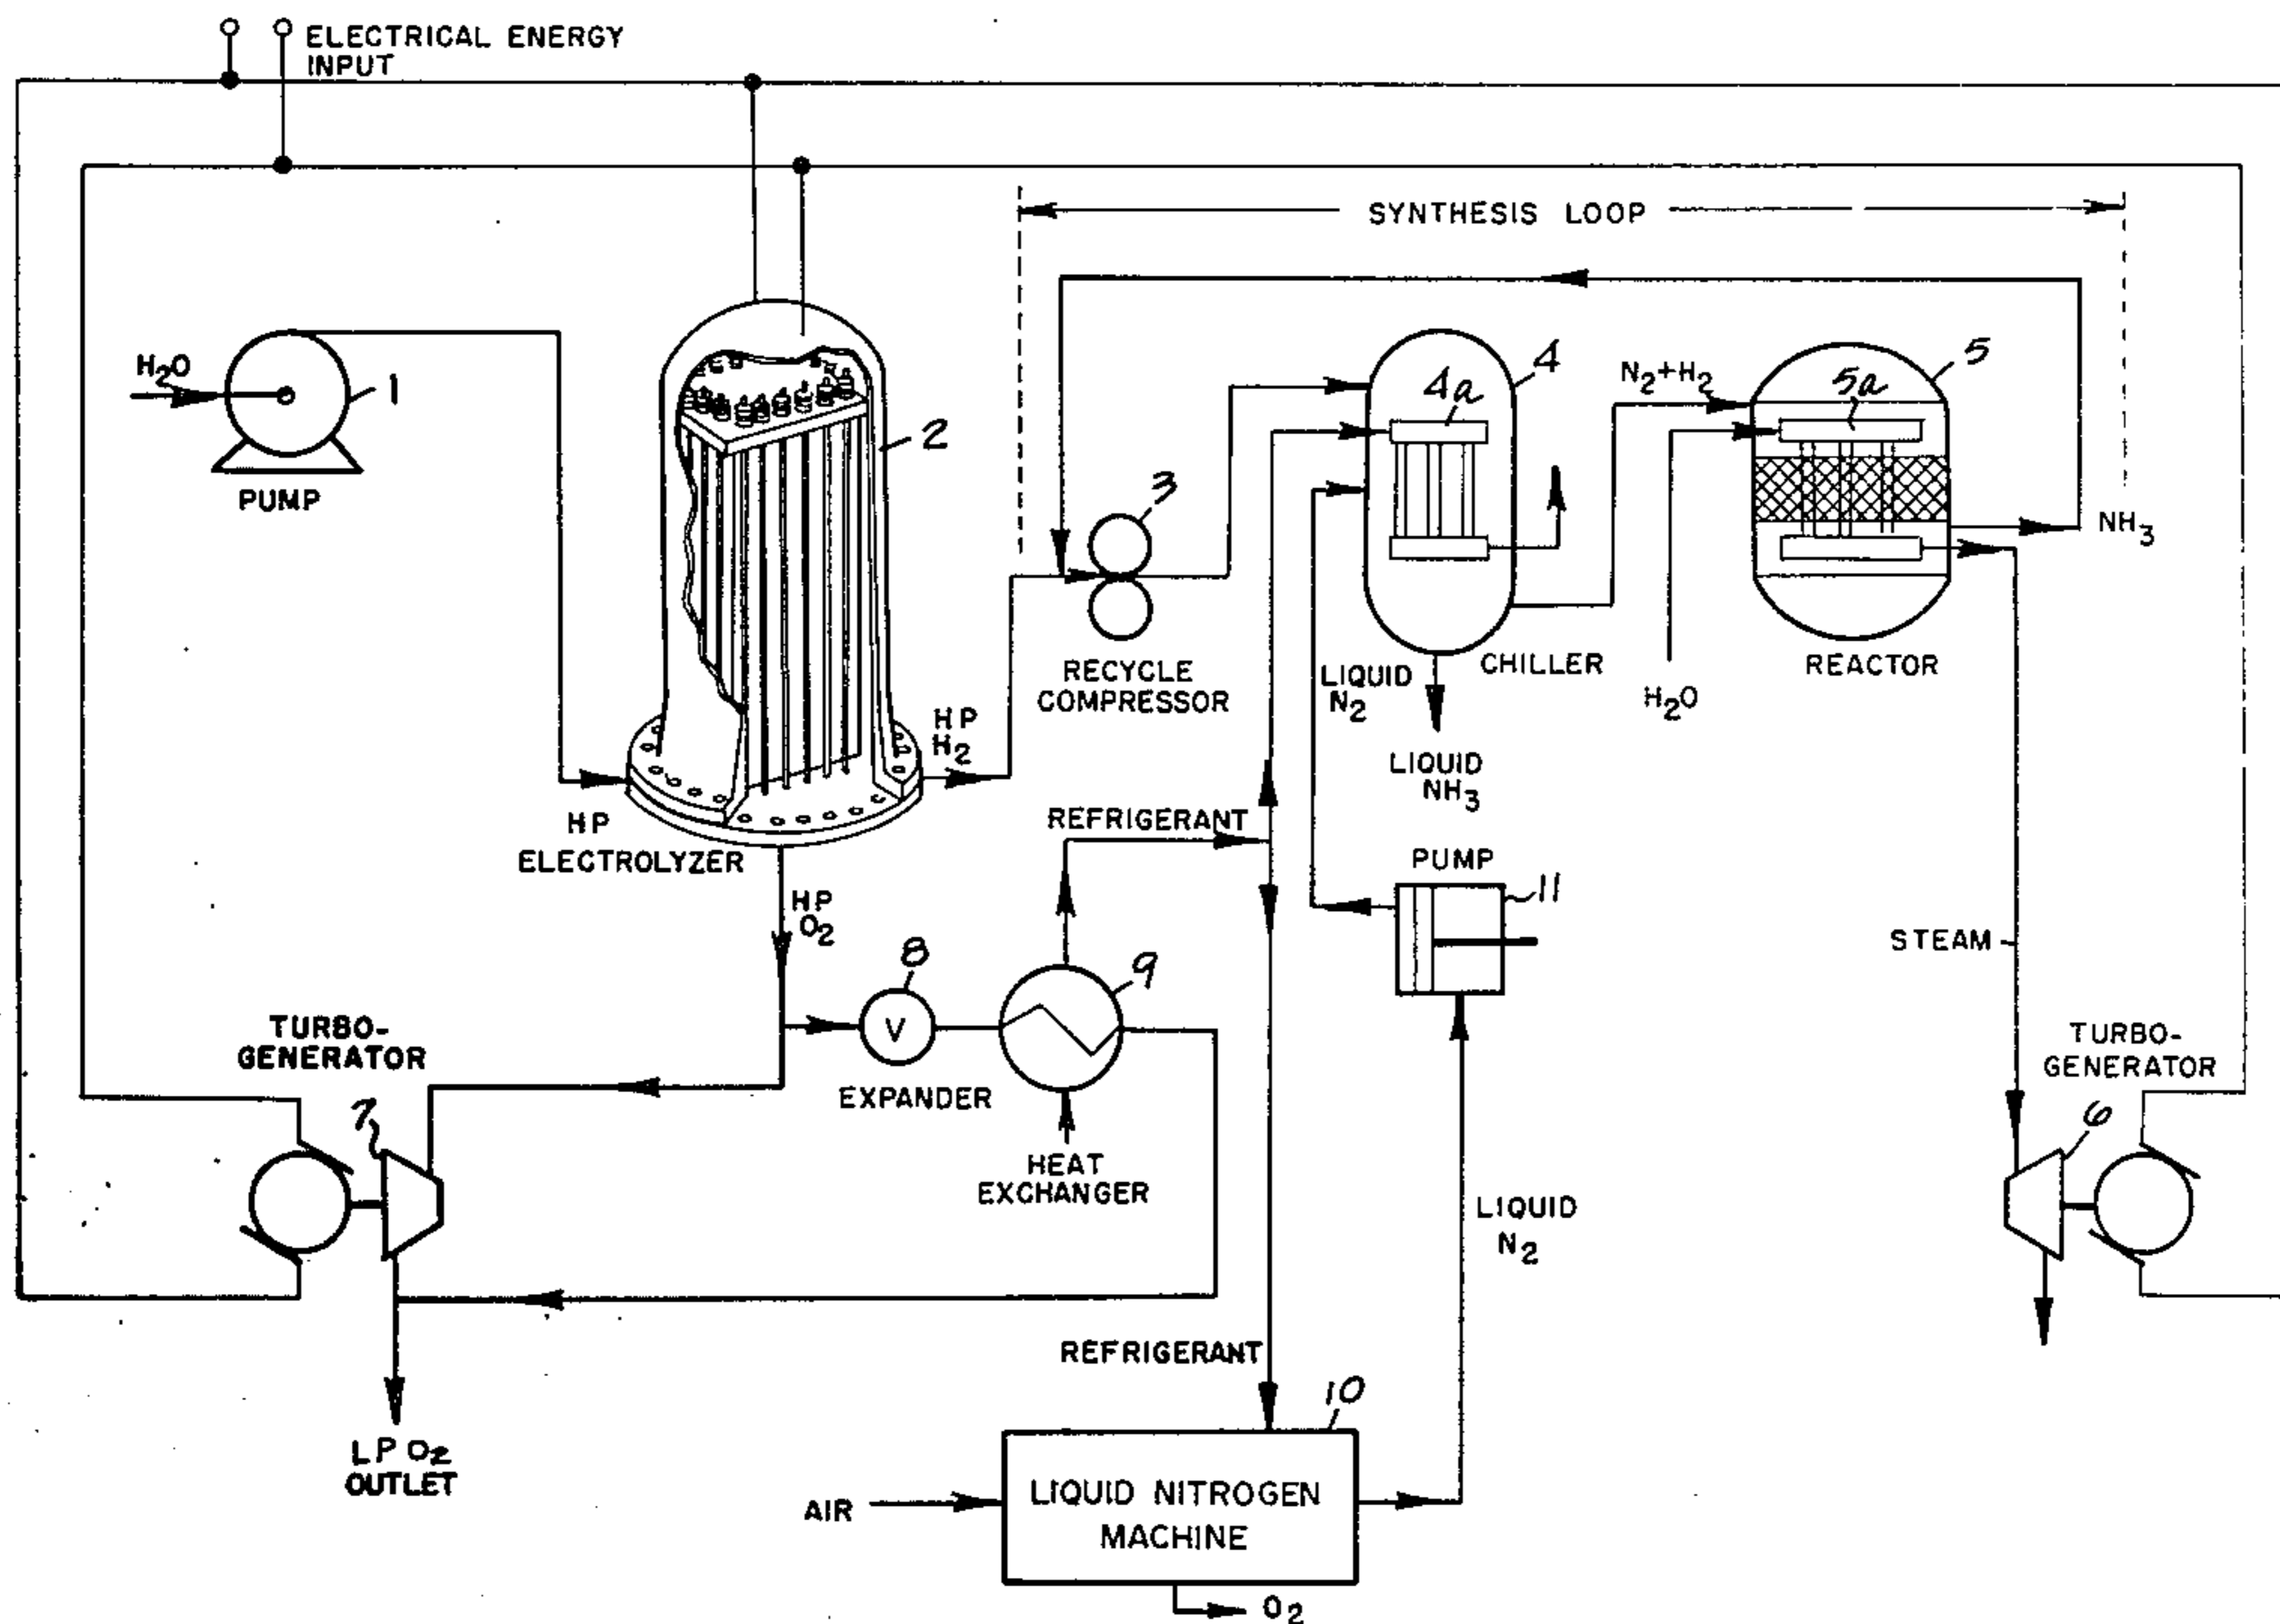 ELECTRICAL ENERGY
INPUT
SYNTHESIS LOOP
H2O
1
PUMP
2
3
4
4a
N2+H2
5
5a
NH3
RECYCLE
COMPRESSOR
LIQUID
N2
CHILLER
H2O
REACTOR
HP
H2
LIQUID
NH3
HP
ELECTROLYZER
REFRIGERANT
PUMP
11
HP
O2
8
9
STEAM
TURBO-
GENERATOR
V
EXPANDER
TURBO-
GENERATOR
7
6
HEAT
EXCHANGER
LIQUID
N2
REFRIGERANT
10
LP O2
OUTLET
AIR
LIQUID NITROGEN
MACHINE
O2